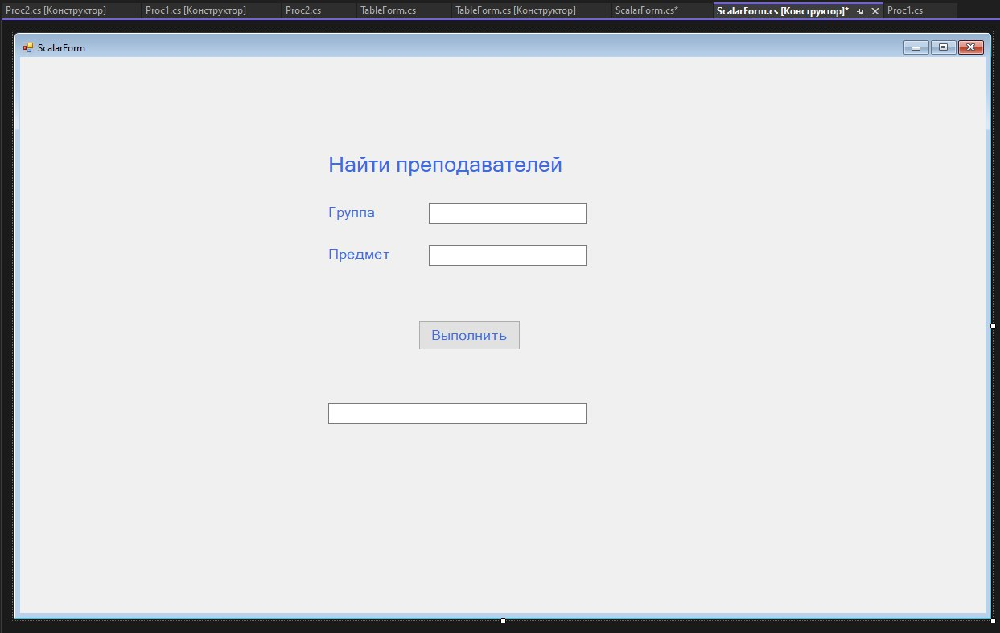 Proc2.cs [Конструктор] Proc1.cs [Конструктор] Proc2.cs TableForm.cs TableForm.cs [Конструктор] ScalarForm.cs* ScalarForm.cs [Конструктор]* Proc1.cs
ScalarForm
Найти преподавателей
Группа
Предмет
Выполнить